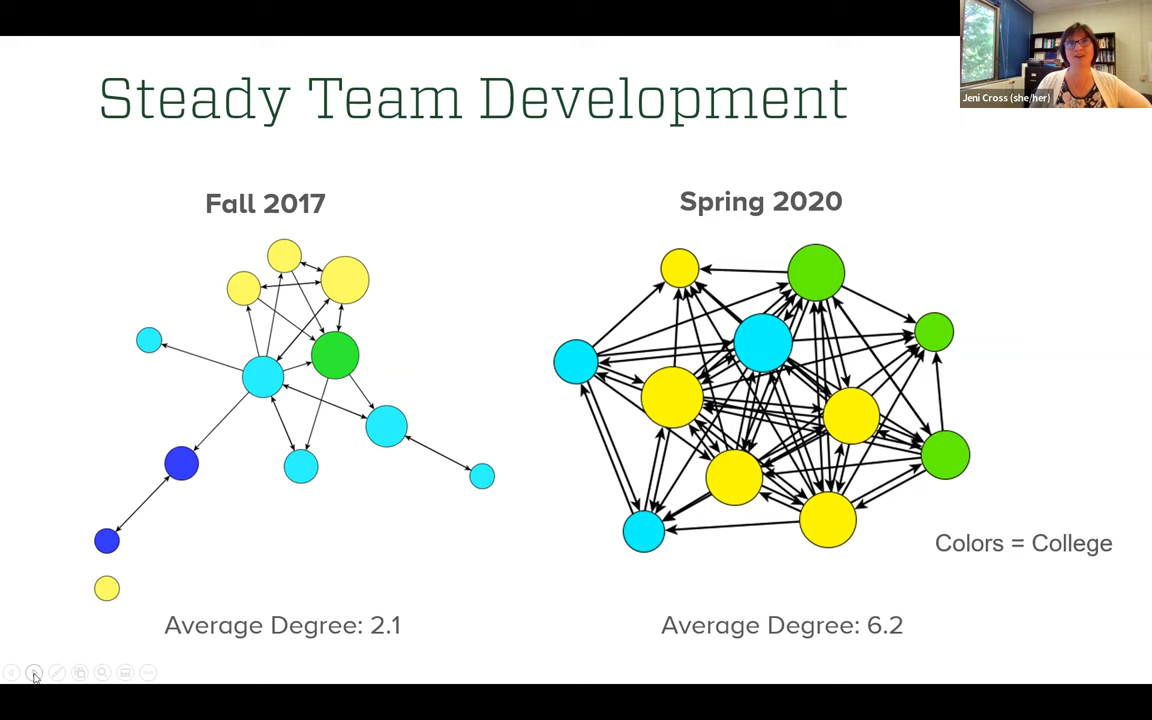 Steady Team Development
Jeni Cross (she/her)
Fall 2017
Spring 2020
Colors = College
Average Degree: 2.1
Average Degree: 6.2